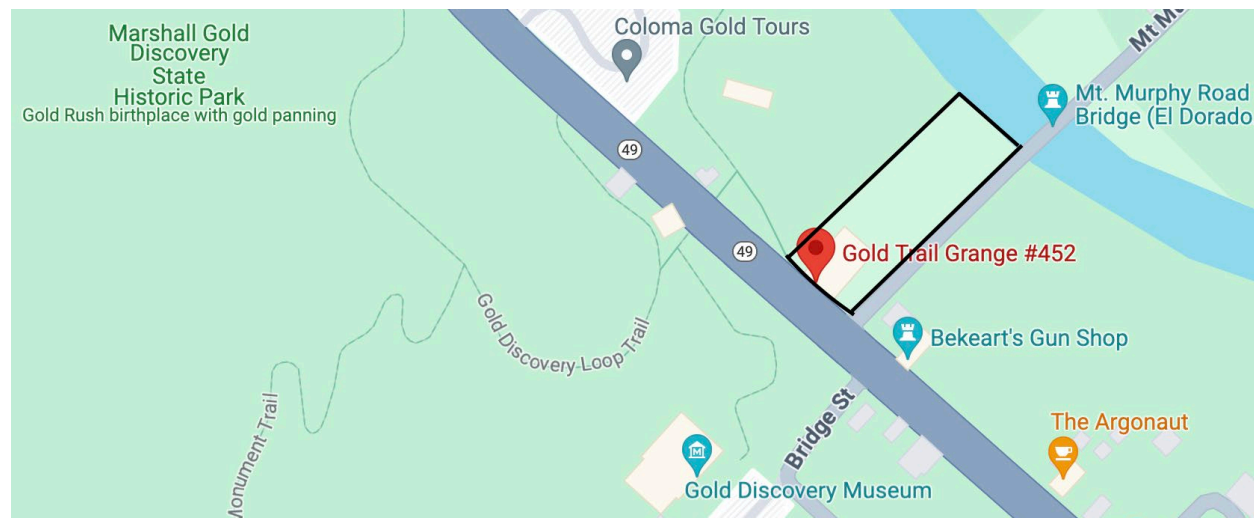 Marshall Gold
Discovery
State
Historic Park
Gold Rush birthplace with gold panning
Coloma Gold Tours
Mt. Murphy Road
Bridge (El Dorado
49
49
Gold Trail Grange #452
Gold Discovery Loop Trail
Bekeart's Gun Shop
Monument Trail
Bridge St
The Argonaut
Gold Discovery Museum